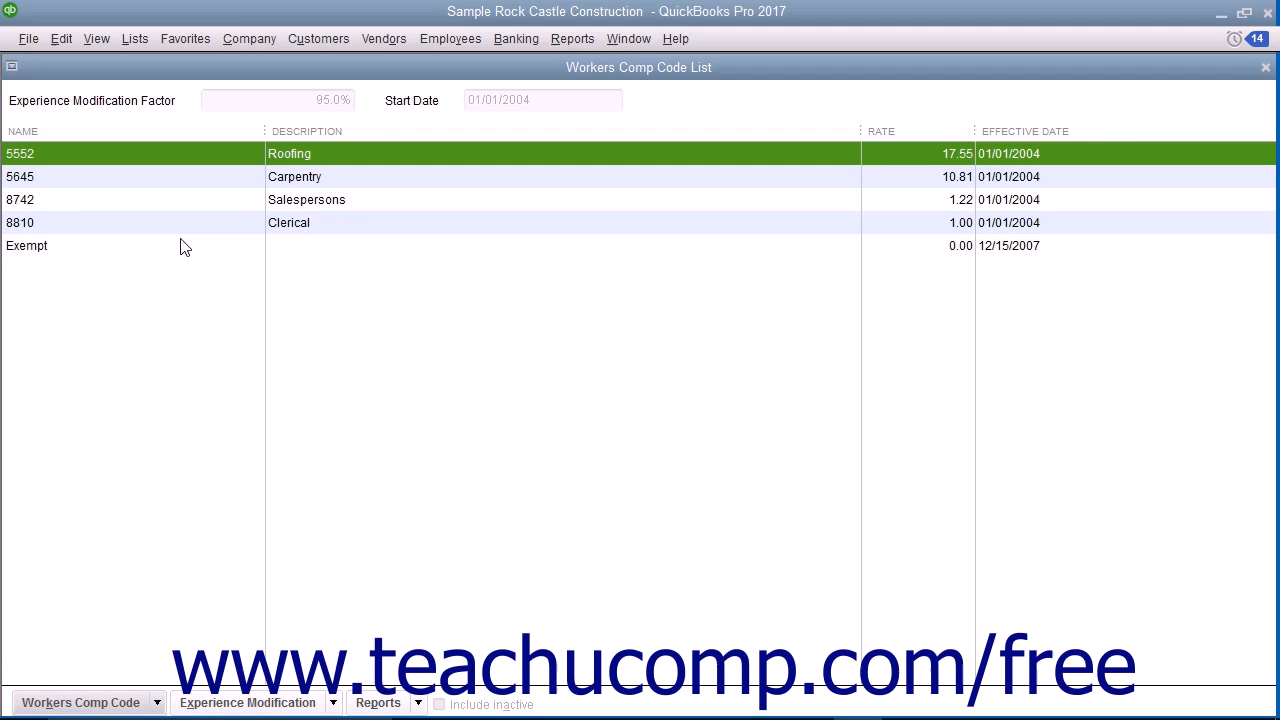 qb
Sample Rock Castle Construction - QuickBooks Pro 2017
File Edit View Lists Favorites Company Customers Vendors Employees Banking Reports Window Help 14
Workers Comp Code List
Experience Modification Factor 95.0% Start Date 01/01/2004
NAME DESCRIPTION RATE EFFECTIVE DATE
5552 Roofing 17.55 01/01/2004
5645 Carpentry 10.81 01/01/2004
8742 Salespersons 1.22 01/01/2004
8810 Clerical 1.00 01/01/2004
Exempt 0.00 12/15/2007
www.teachucomp.com/free
Workers Comp Code Experience Modification Reports Include inactive